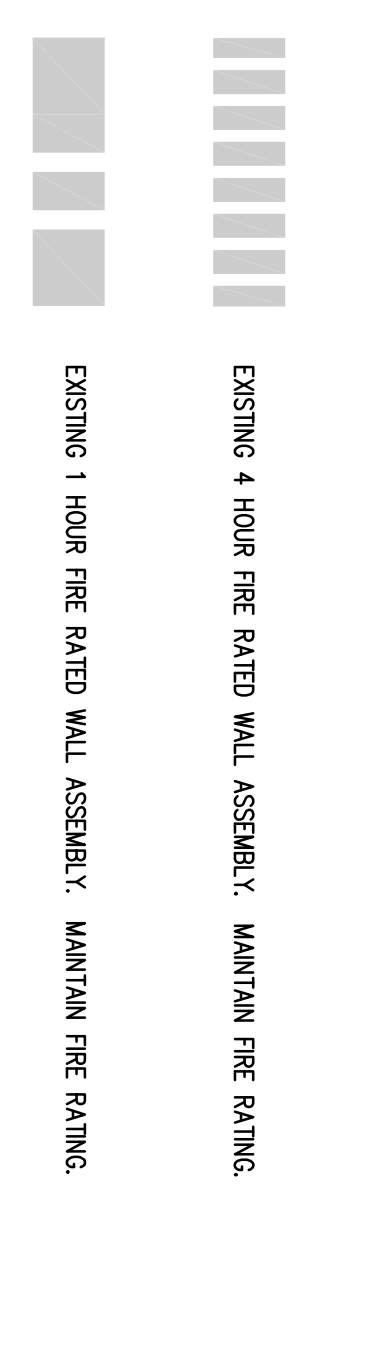 EXISTING 4 HOUR FIRE RATED WALL ASSEMBLY. MAINTAIN FIRE RATING.
EXISTING 1 HOUR FIRE RATED WALL ASSEMBLY. MAINTAIN FIRE RATING.